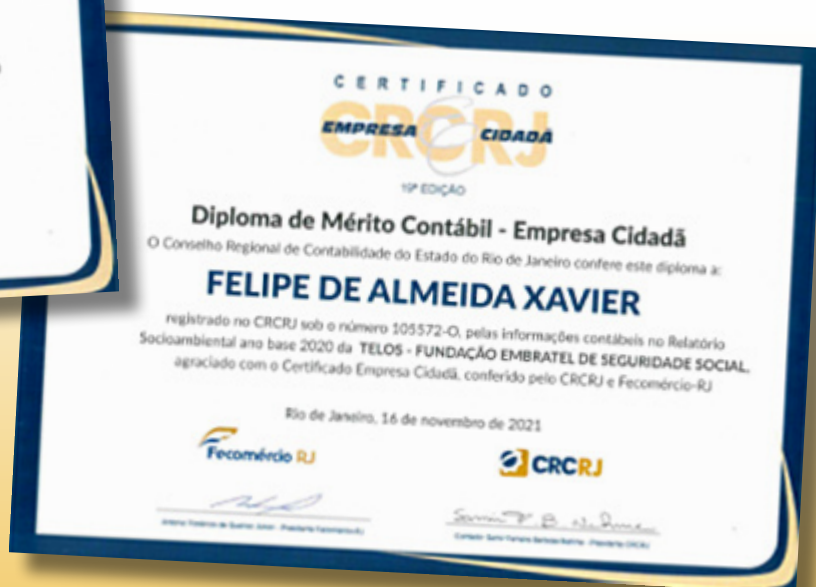 CERTIFICADO
CRCRJ
EMPRESA CIDADÃ
19ª EDIÇÃO
Diploma de Mérito Contábil - Empresa Cidadã
O Conselho Regional de Contabilidade do Estado do Rio de Janeiro confere este diploma a:
FELIPE DE ALMEIDA XAVIER
registrado no CRCRJ sob o número 105572-O, pelas informações contábeis no Relatório
Socioambiental ano base 2020 da TELOS - FUNDAÇÃO EMBRATEL DE SEGURIDADE SOCIAL,
agraciado com o Certificado Empresa Cidadã, conferido pelo CRCRJ e Fecomércio-RJ
Rio de Janeiro, 16 de novembro de 2021
Fecomércio RJ
CRCRJ